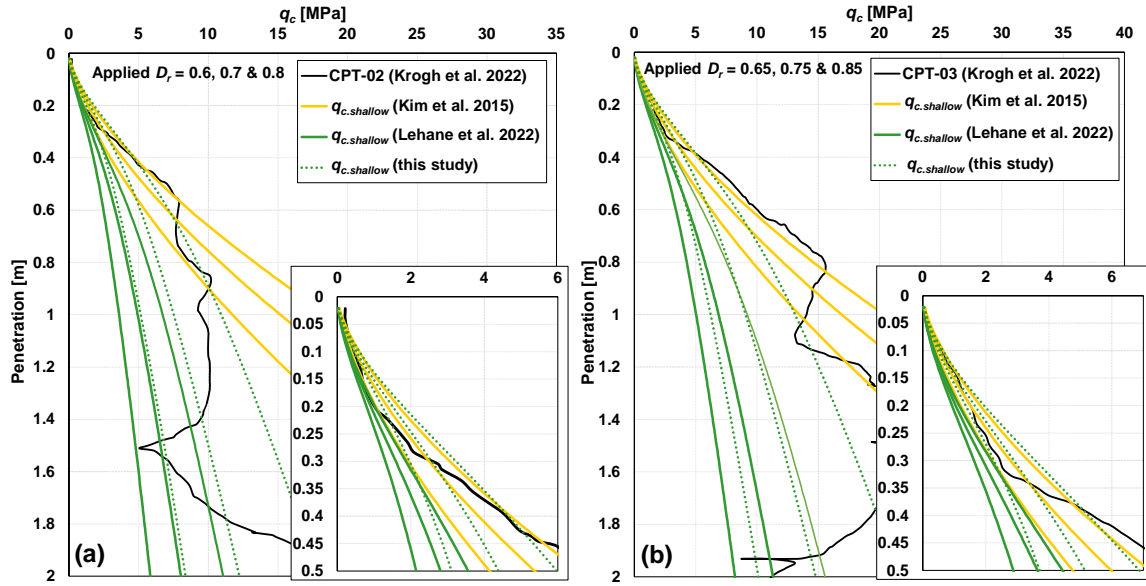 q_c [MPa]
0 5 10 15 20 25 30 35
Penetration [m]
0
0.2
0.4
0.6
0.8
1
1.2
1.4
1.6
1.8
2
Applied D_r = 0.6, 0.7 & 0.8
CPT-02 (Krogh et al. 2022)
q_c.shallow (Kim et al. 2015)
q_c.shallow (Lehane et al. 2022)
q_c.shallow (this study)
0 2 4 6
0
0.05
0.1
0.15
0.2
0.25
0.3
0.35
0.4
0.45
0.5
(a)
q_c [MPa]
0 5 10 15 20 25 30 35 40
Penetration [m]
0
0.2
0.4
0.6
0.8
1
1.2
1.4
1.6
1.8
2
Applied D_r = 0.65, 0.75 & 0.85
CPT-03 (Krogh et al. 2022)
q_c.shallow (Kim et al. 2015)
q_c.shallow (Lehane et al. 2022)
q_c.shallow (this study)
0 2 4 6
0
0.05
0.1
0.15
0.2
0.25
0.3
0.35
0.4
0.45
0.5
(b)